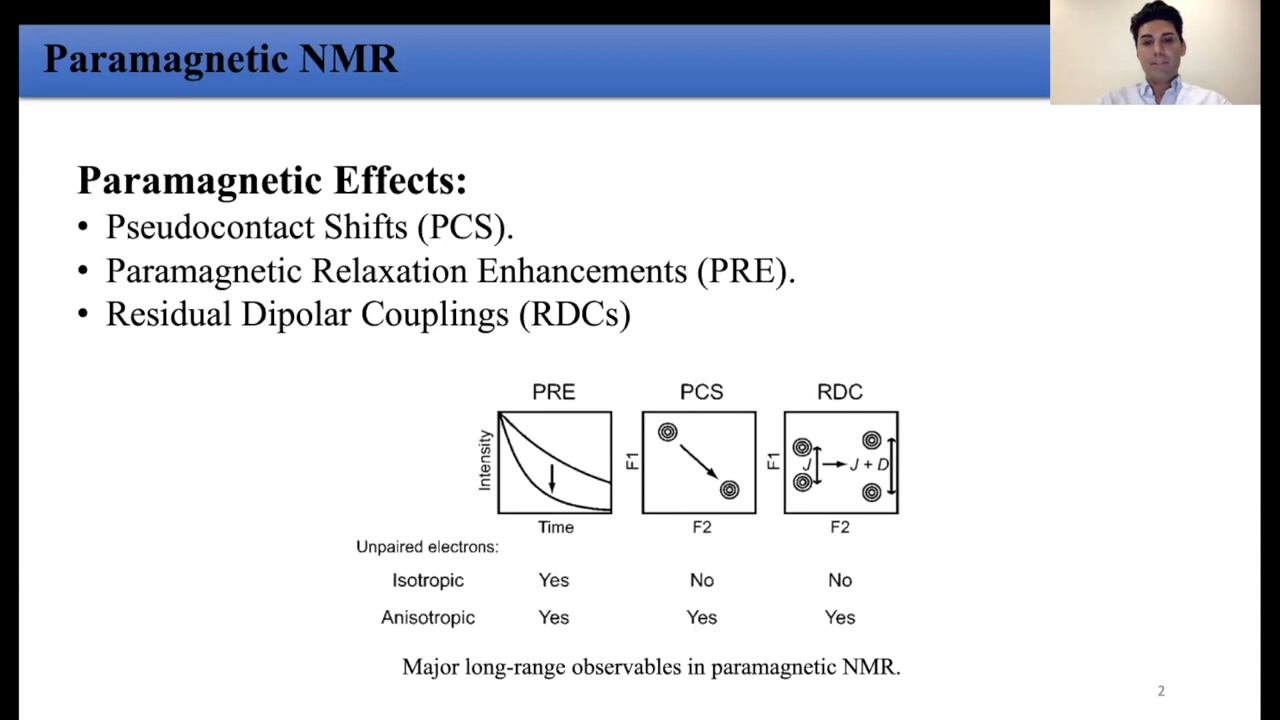 Paramagnetic NMR
Paramagnetic Effects:
• Pseudocontact Shifts (PCS).
• Paramagnetic Relaxation Enhancements (PRE).
• Residual Dipolar Couplings (RDCs)
PRE PCS RDC
Intensity F1 F1 J J + D
Time F2 F2
Unpaired electrons:
Isotropic Yes No No
Anisotropic Yes Yes Yes
Major long-range observables in paramagnetic NMR.
2